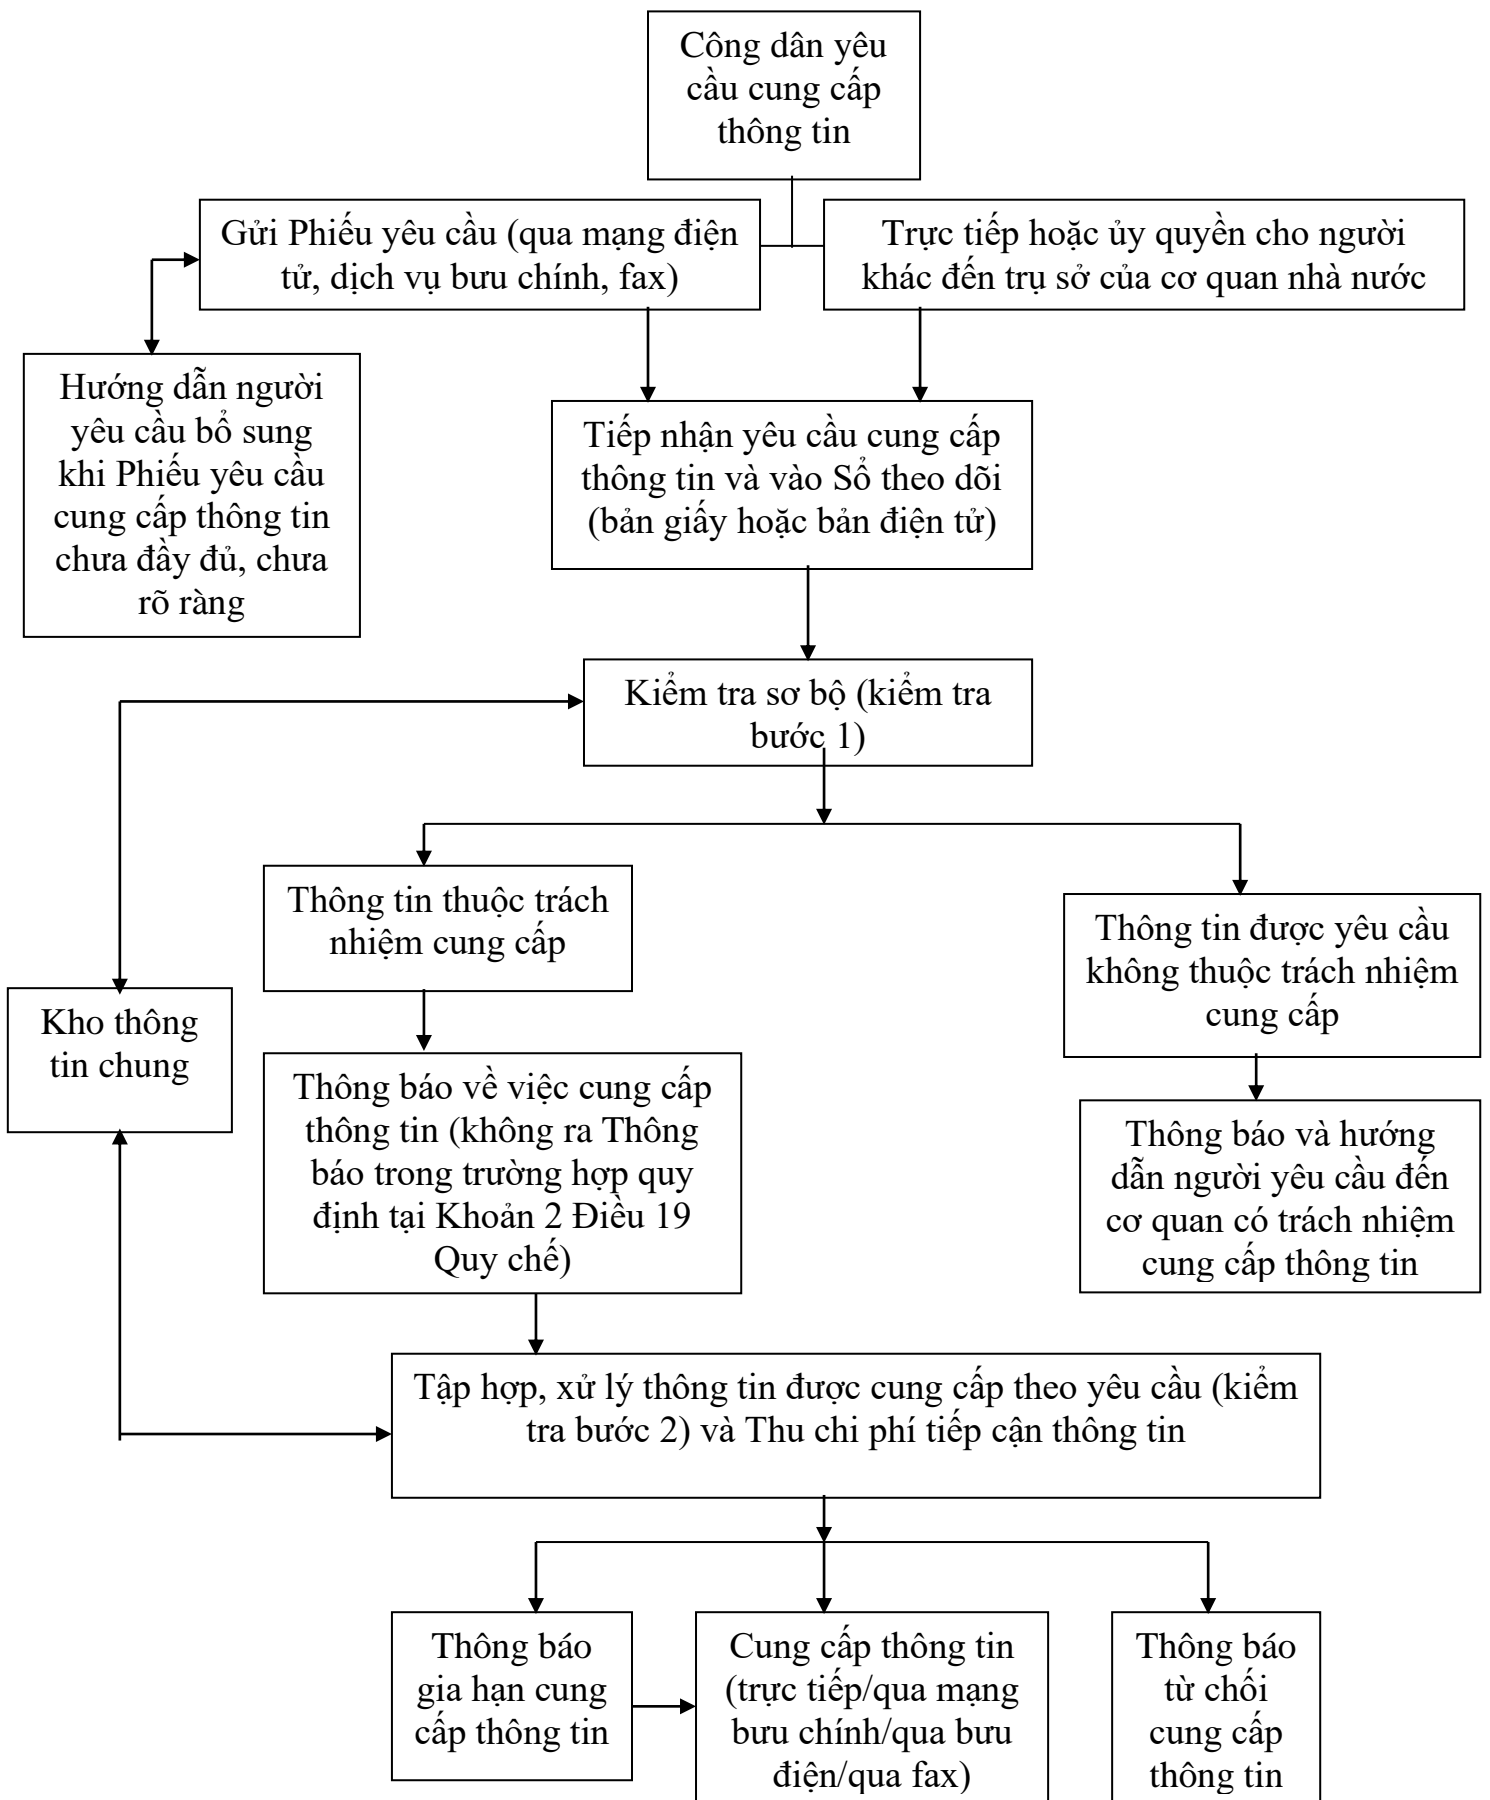 Công dân yêu
cầu cung cấp
thông tin
Gửi Phiếu yêu cầu (qua mạng điện
tử, dịch vụ bưu chính, fax)
Trực tiếp hoặc ủy quyền cho người
khác đến trụ sở của cơ quan nhà nước
Hướng dẫn người
yêu cầu bổ sung
khi Phiếu yêu cầu
cung cấp thông tin
chưa đầy đủ, chưa
rõ ràng
Tiếp nhận yêu cầu cung cấp
thông tin và vào Sổ theo dõi
(bản giấy hoặc bản điện tử)
Kiểm tra sơ bộ (kiểm tra
bước 1)
Thông tin thuộc trách
nhiệm cung cấp
Thông tin được yêu cầu
không thuộc trách nhiệm
cung cấp
Kho thông
tin chung
Thông báo về việc cung cấp
thông tin (không ra Thông
báo trong trường hợp quy
định tại Khoản 2 Điều 19
Quy chế)
Thông báo và hướng
dẫn người yêu cầu đến
cơ quan có trách nhiệm
cung cấp thông tin
Tập hợp, xử lý thông tin được cung cấp theo yêu cầu (kiểm
tra bước 2) và Thu chi phí tiếp cận thông tin
Thông báo
gia hạn cung
cấp thông tin
Cung cấp thông tin
(trực tiếp/qua mạng
bưu chính/qua bưu
điện/qua fax)
Thông báo
từ chối
cung cấp
thông tin